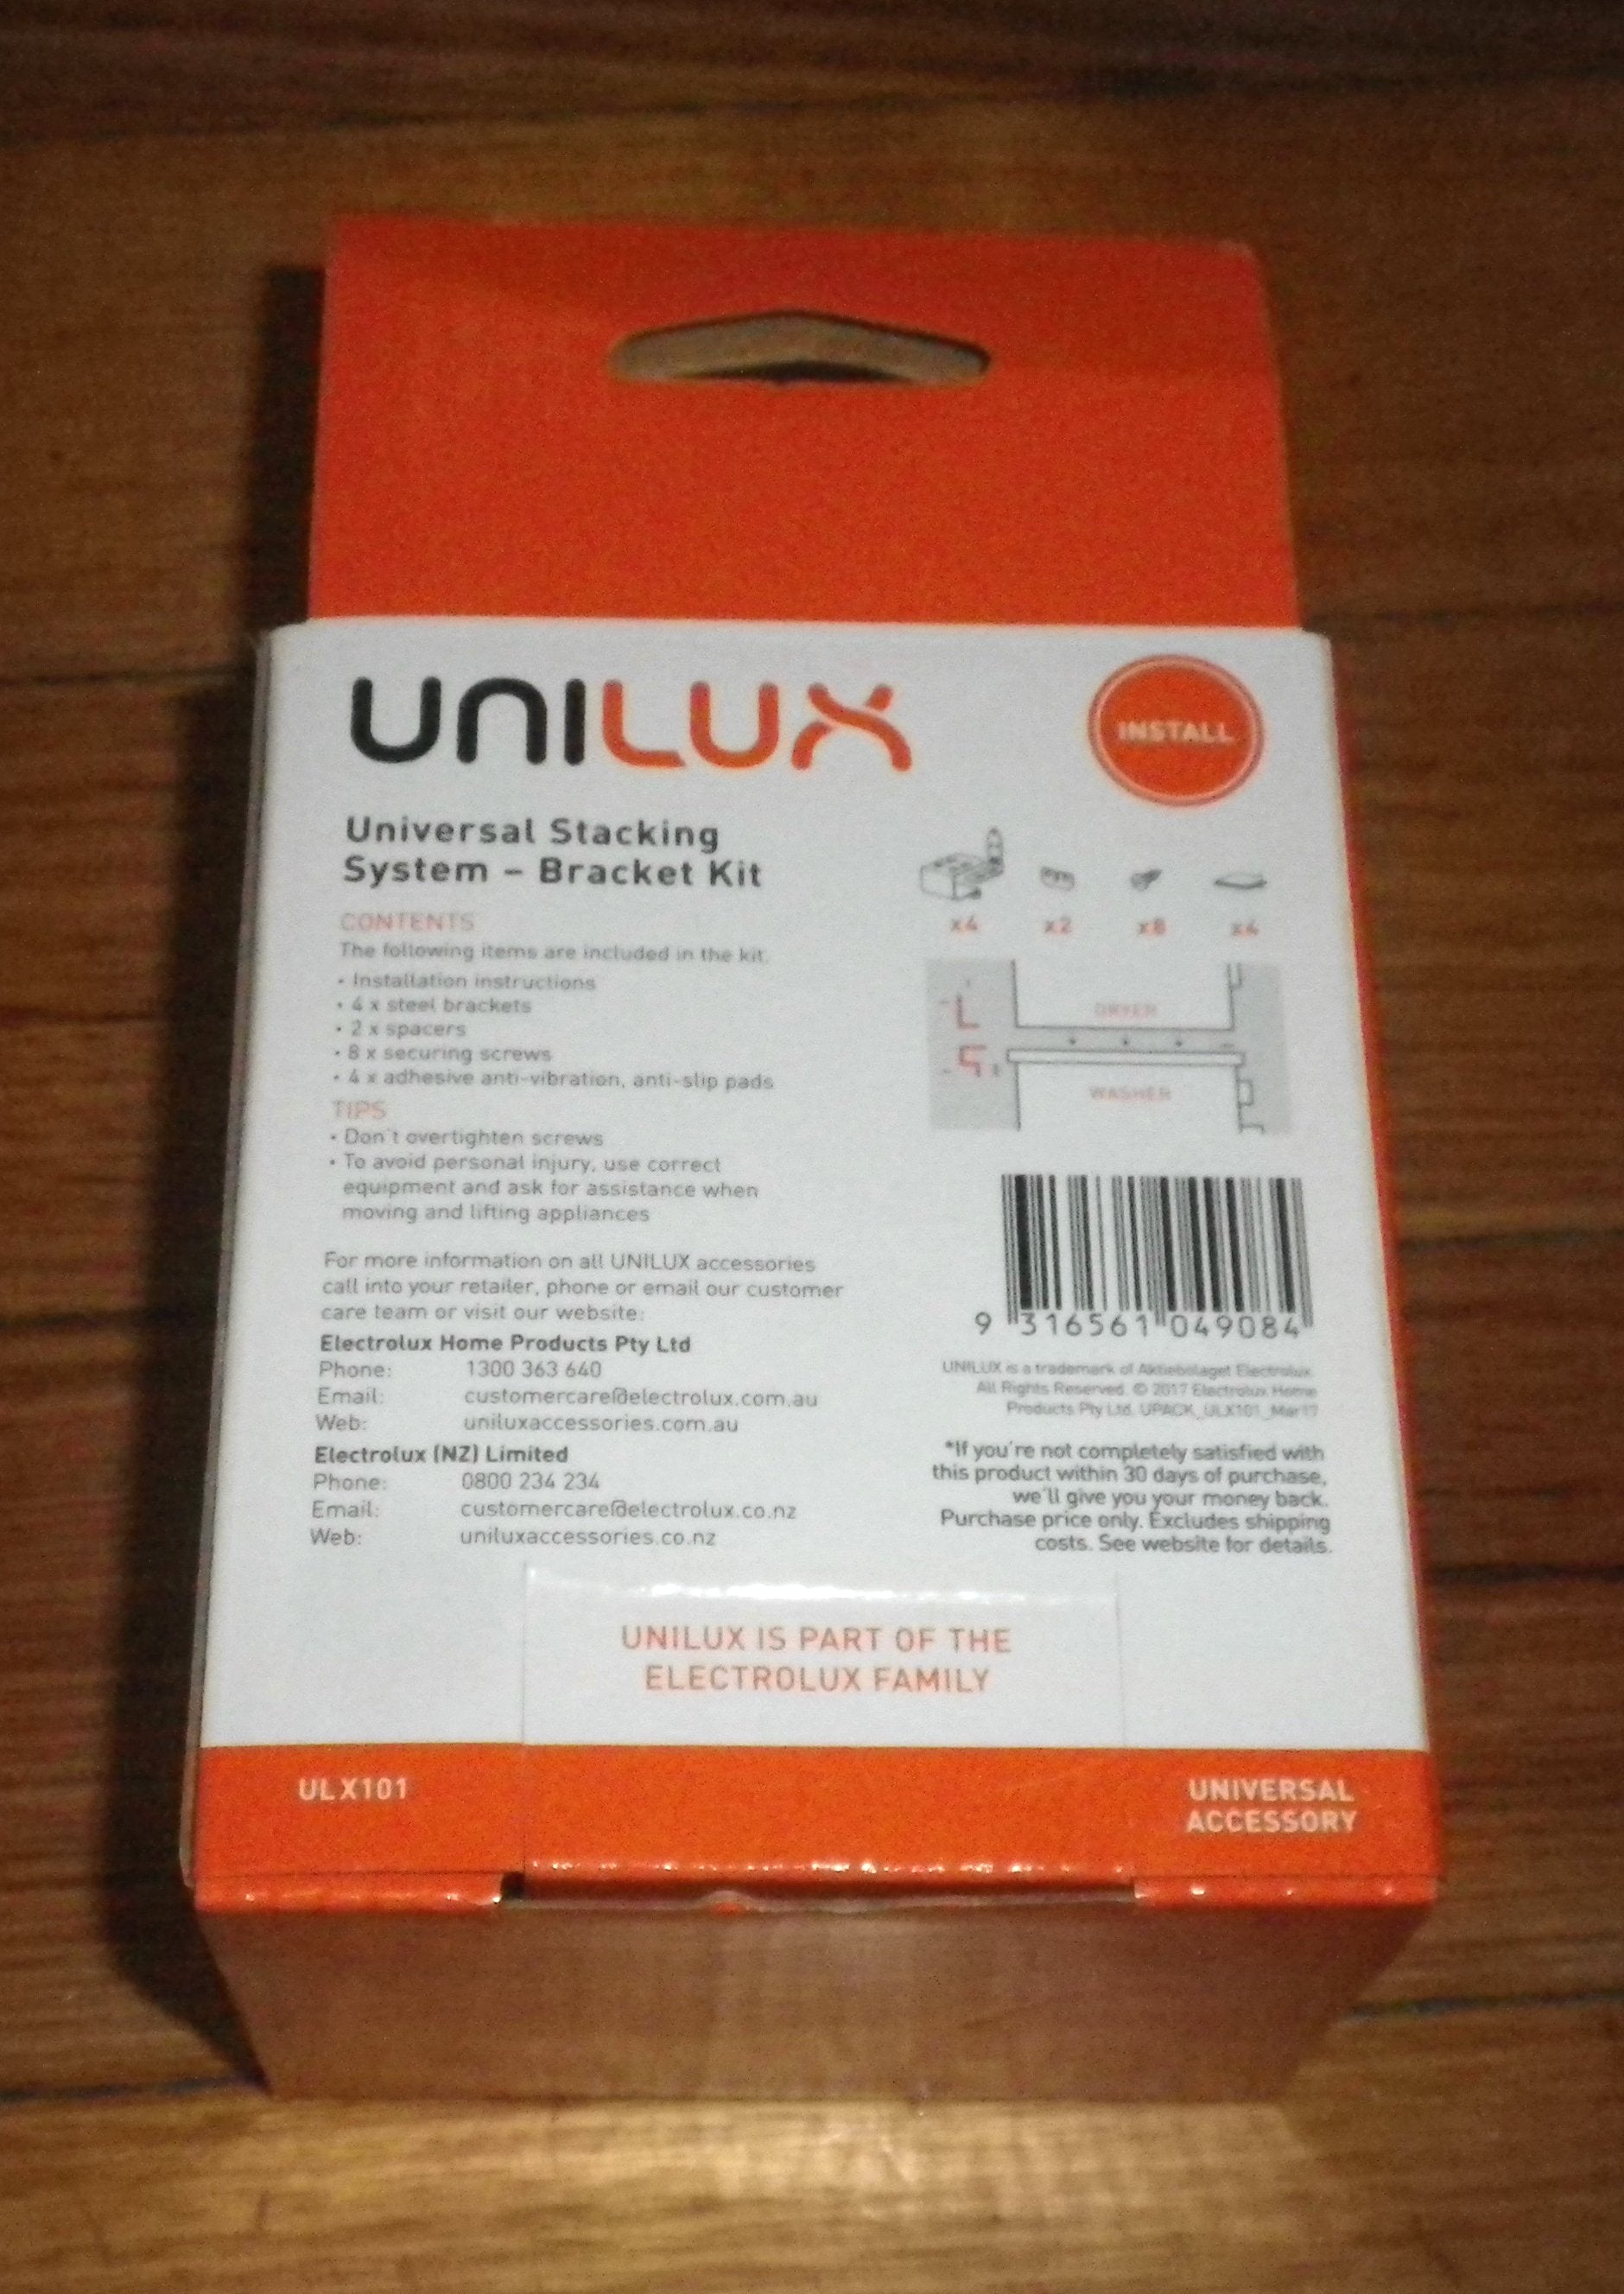 UNILUX
INSTALL
Universal Stacking
System – Bracket Kit
CONTENTS
The following items are included in the kit.
• Installation instructions
• 4 x steel brackets
• 2 x spacers
• 8 x securing screws
• 4 x adhesive anti-vibration, anti-slip pads
TIPS
• Don't overtighten screws
• To avoid personal injury, use correct
equipment and ask for assistance when
moving and lifting appliances
For more information on all UNILUX accessories
call into your retailer, phone or email our customer
care team or visit our website:
Electrolux Home Products Pty Ltd
Phone: 1300 363 640
Email: customercare@electrolux.com.au
Web: uniluxaccessories.com.au
Electrolux (NZ) Limited
Phone: 0800 234 234
Email: customercare@electrolux.co.nz
Web: uniluxaccessories.co.nz
x4 x2 x8 x4
DRYER
WASHER
9 316561 049084
UNILUX is a trademark of Aktiebolaget Electrolux.
All Rights Reserved. © 2017 Electrolux Home
Products Pty Ltd. UPACK_ULX101_Mar17
*If you're not completely satisfied with
this product within 30 days of purchase,
we'll give you your money back.
Purchase price only. Excludes shipping
costs. See website for details.
UNILUX IS PART OF THE
ELECTROLUX FAMILY
ULX101
UNIVERSAL
ACCESSORY